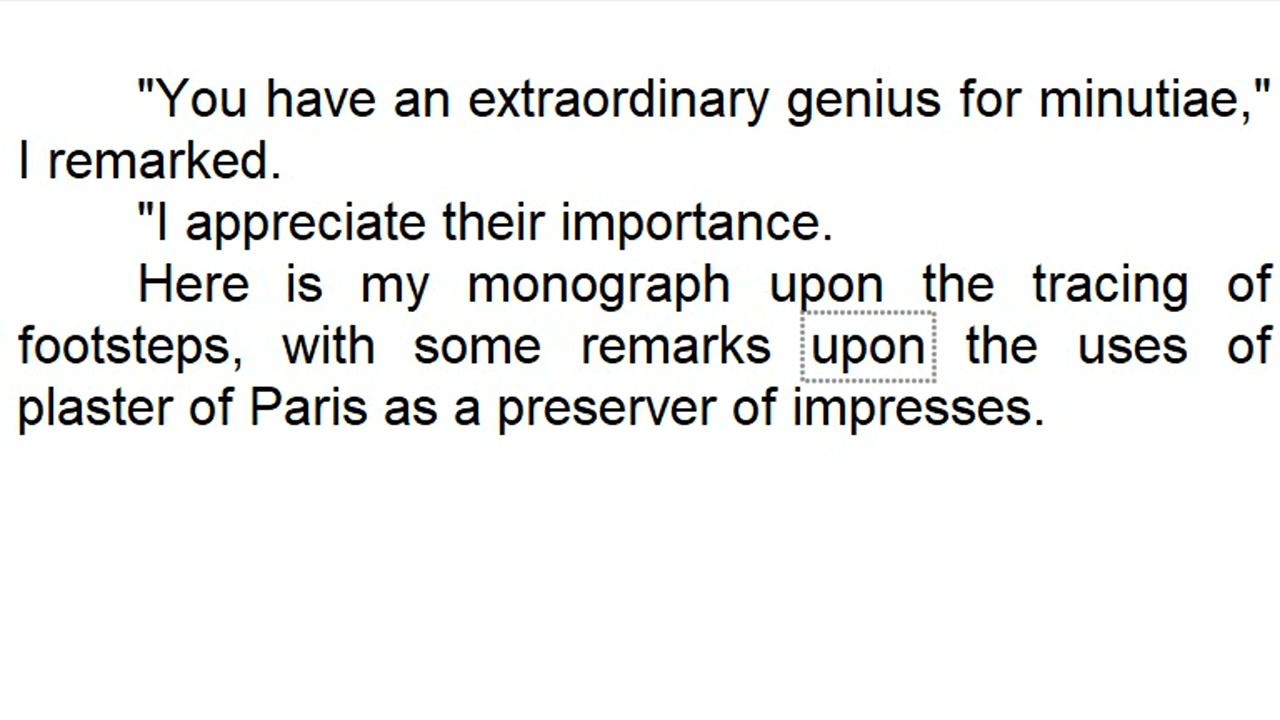 "You have an extraordinary genius for minutiae,"
I remarked.
"I appreciate their importance.
Here is my monograph upon the tracing of
footsteps, with some remarks upon the uses of
plaster of Paris as a preserver of impresses.